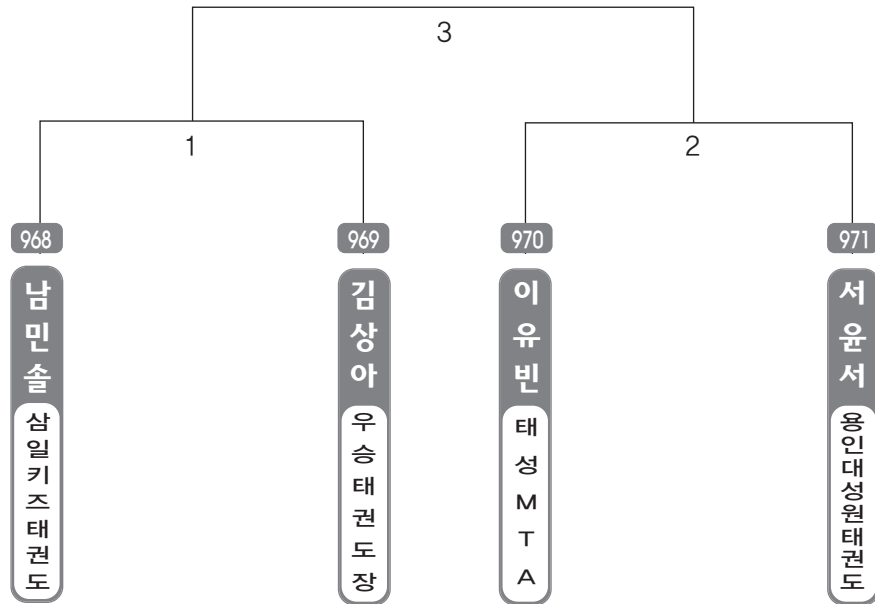 3
1
2
968
969
970
971
남민솔
김상아
이유빈
서윤서
삼일키즈태권도
우승태권도장
태성MTA
용인대성원태권도